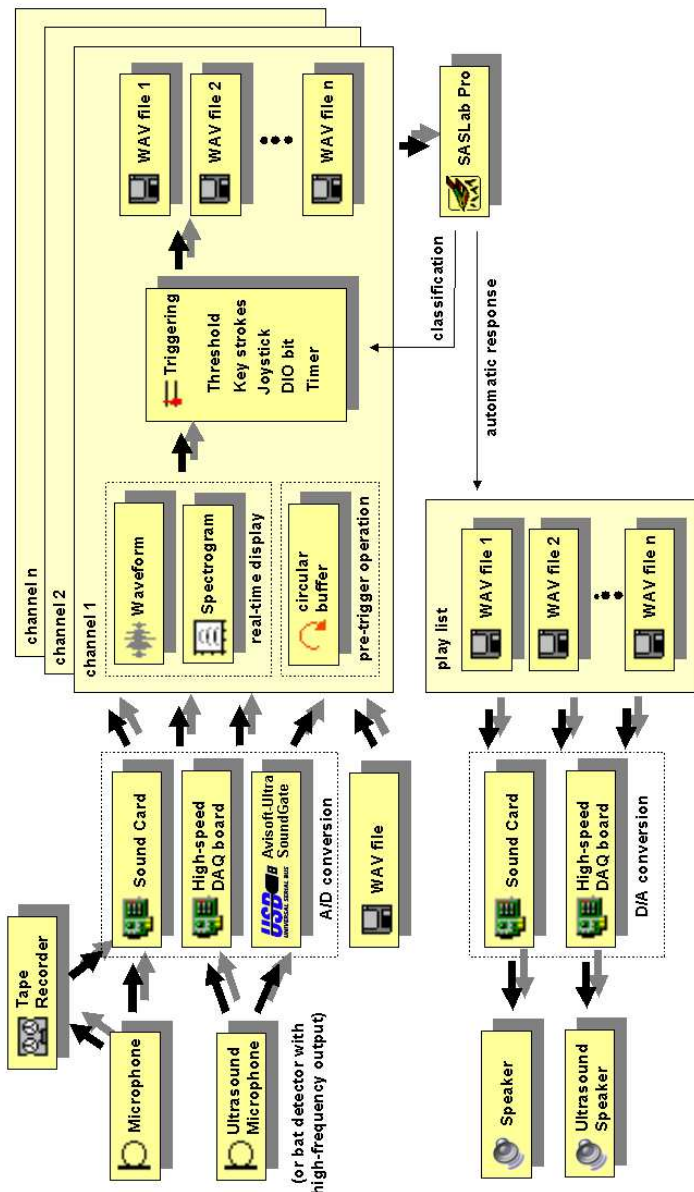 Tape
Recorder
Microphone
Ultrasound
Microphone
(or bat detector with
high-frequency output)
Sound Card
High-speed
DAQ board
USB
UNIVERSAL SERIAL BUS
Avisoft-Ultra
SoundGate
A/D conversion
WAV file
channel n
channel 2
channel 1
Waveform
Spectrogram
real-time display
circular
buffer
pre-trigger operation
Triggering
Threshold
Key strokes
Joystick
DIO bit
Timer
WAV file 1
WAV file 2
WAV file n
SASLab Pro
classification
automatic response
play list
WAV file 1
WAV file 2
WAV file n
Sound Card
High-speed
DAQ board
D/A conversion
Speaker
Ultrasound
Speaker